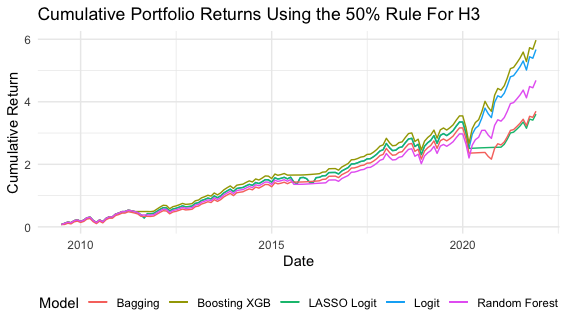 Cumulative Portfolio Returns Using the 50% Rule For H3
Cumulative Return
6
4
2
0
2010 2015 2020
Date
Model Bagging Boosting XGB LASSO Logit Logit Random Forest